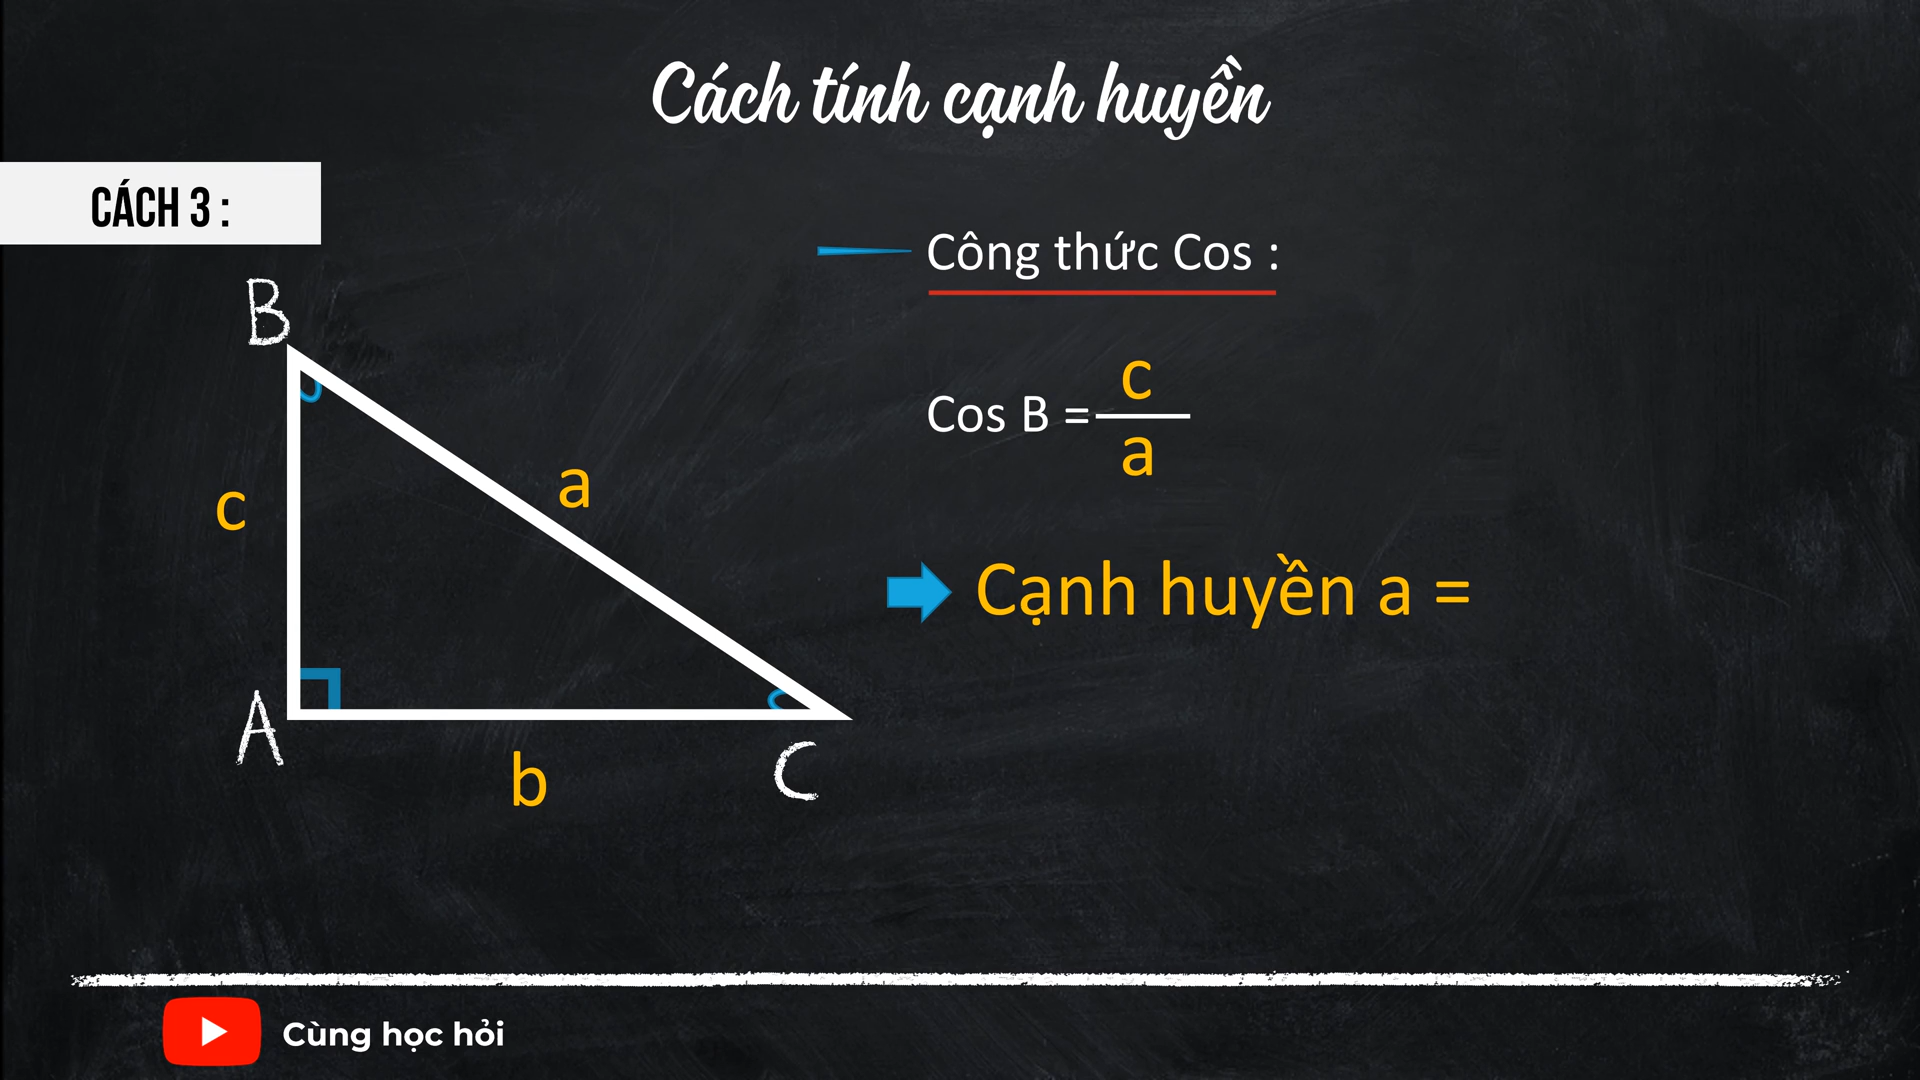 Cách tính cạnh huyền
CÁCH 3 :
Công thức Cos :
B
Cos B = c
a
c
a
Cạnh huyền a =
A
b
C
Cùng học hỏi